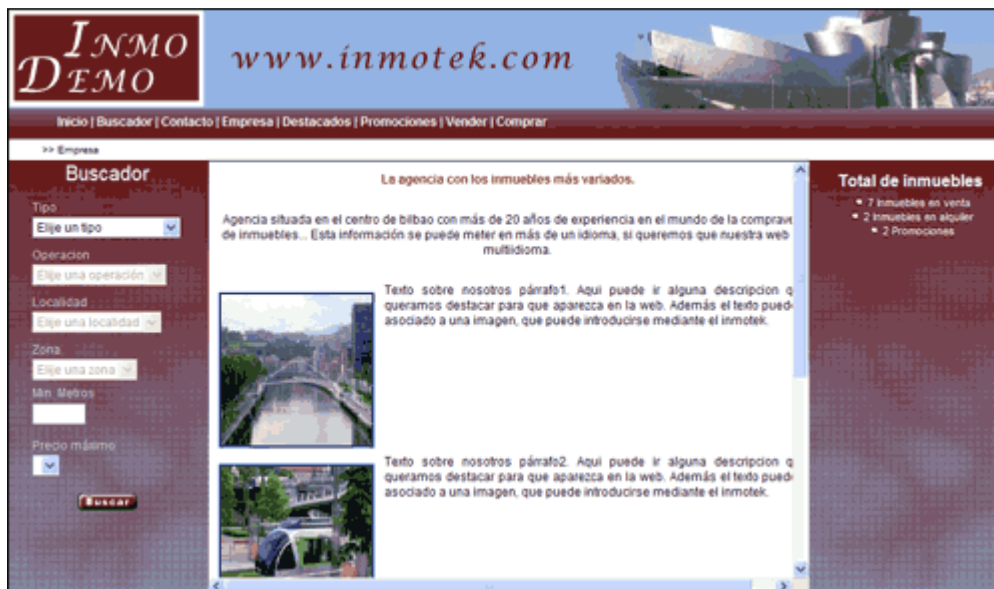 INMO
DEMO
www.inmotek.com
Inicio | Buscador | Contacto | Empresa | Destacados | Promociones | Vender | Comprar
>> Empresa
Buscador
Tipo
Elije un tipo
Operacion
Elije una operación
Localidad
Elije una localidad
Zona
Elije una zona
Min. Metros
Precio máximo
Buscar
La agencia con los inmuebles más variados.
Agencia situada en el centro de bilbao con más de 20 años de experiencia en el mundo de la comprave
de inmuebles... Esta información se puede meter en más de un idioma, si queremos que nuestra web
multiidioma.
Texto sobre nosotros párrafo1. Aqui puede ir alguna descripcion q
queramos destacar para que aparezca en la web. Además el texto pued
asociado a una imagen, que puede introducirse mediante el inmotek.
Texto sobre nosotros párrafo2. Aqui puede ir alguna descripcion q
queramos destacar para que aparezca en la web. Además el texto pued
asociado a una imagen, que puede introducirse mediante el inmotek.
Total de inmuebles
7 Inmuebles en venta
2 Inmuebles en alquiler
2 Promociones